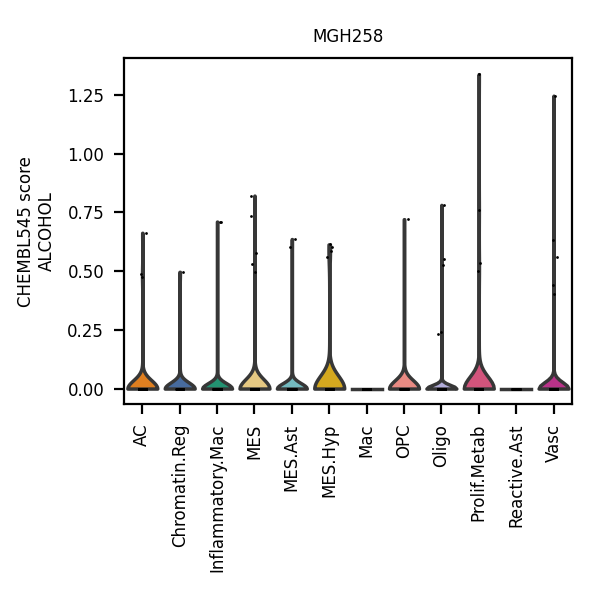 MGH258
CHEMBL545 score
ALCOHOL
1.25
1.00
0.75
0.50
0.25
0.00
AC
Chromatin.Reg
Inflammatory.Mac
MES
MES.Ast
MES.Hyp
Mac
OPC
Oligo
Prolif.Metab
Reactive.Ast
Vasc